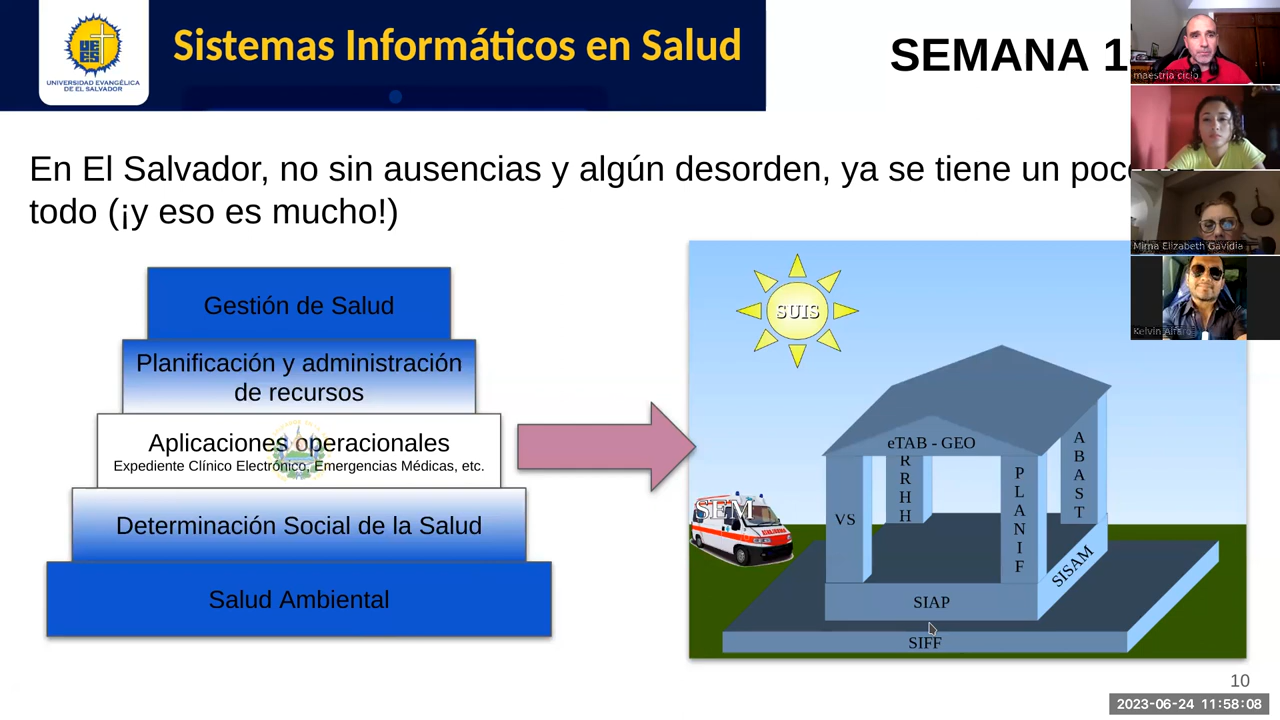 UNIVERSIDAD EVANGÉLICA
DE EL SALVADOR
Sistemas Informáticos en Salud
SEMANA 1
maestria ciclo
Mirna Elizabeth Gavidia
Kelvin Alfaro
En El Salvador, no sin ausencias y algún desorden, ya se tiene un poco
todo (¡y eso es mucho!)
Gestión de Salud
Planificación y administración
de recursos
Aplicaciones operacionales
Expediente Clínico Electrónico, Emergencias Médicas, etc.
Determinación Social de la Salud
Salud Ambiental
SUIS
eTAB - GEO
SEM
VS
RRHH
PLANIF
ABAST
SISAM
SIAP
SIFF
10
2023-06-24 11:58:08